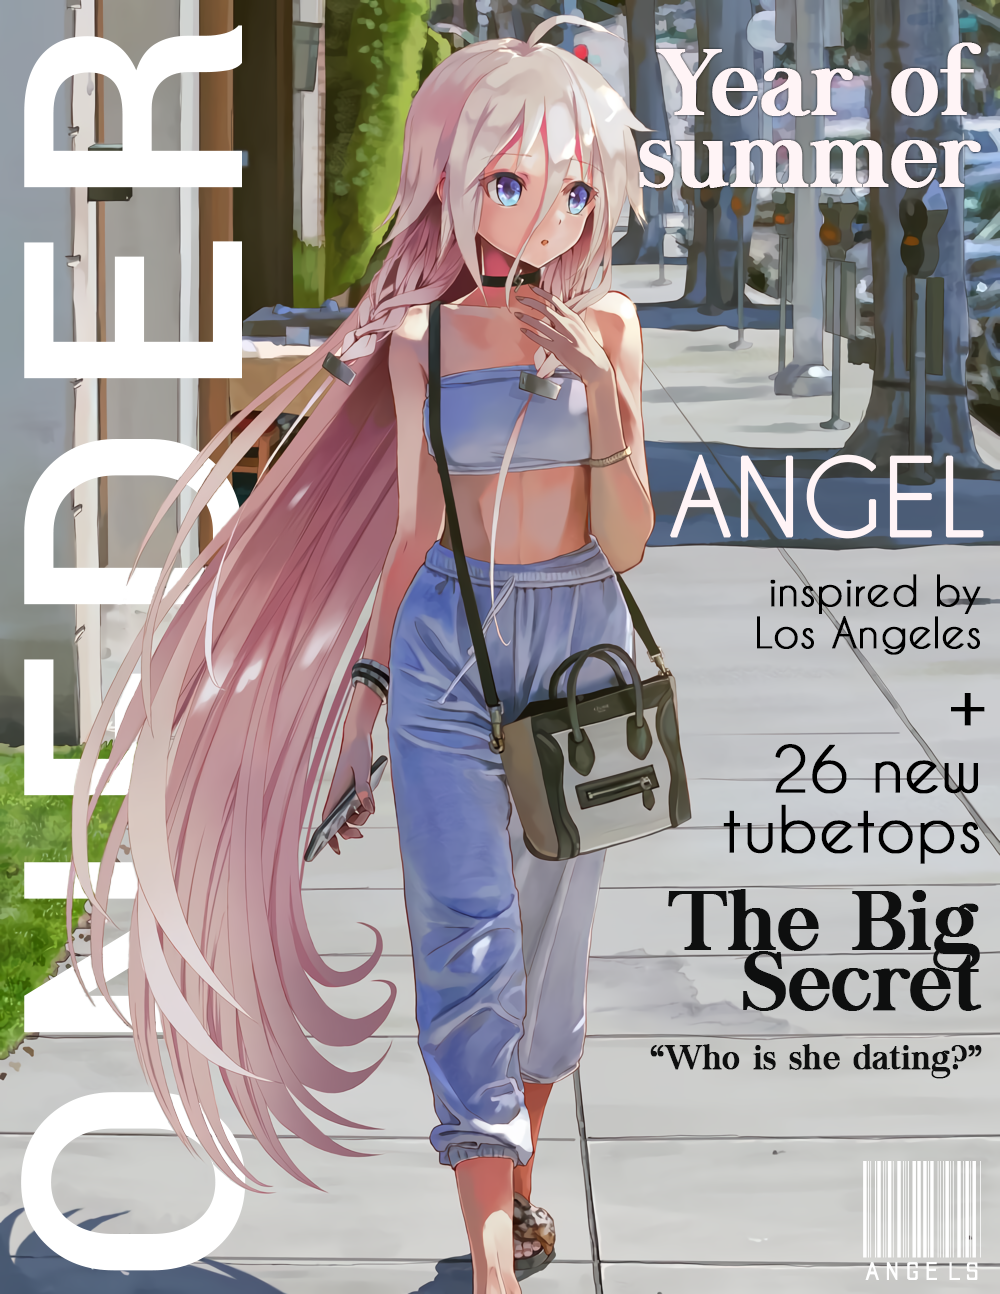 ONEDER
Year of
summer
ANGEL
inspired by
Los Angeles
+
26 new
tubetops
The Big
Secret
“Who is she dating?”
ANGELS